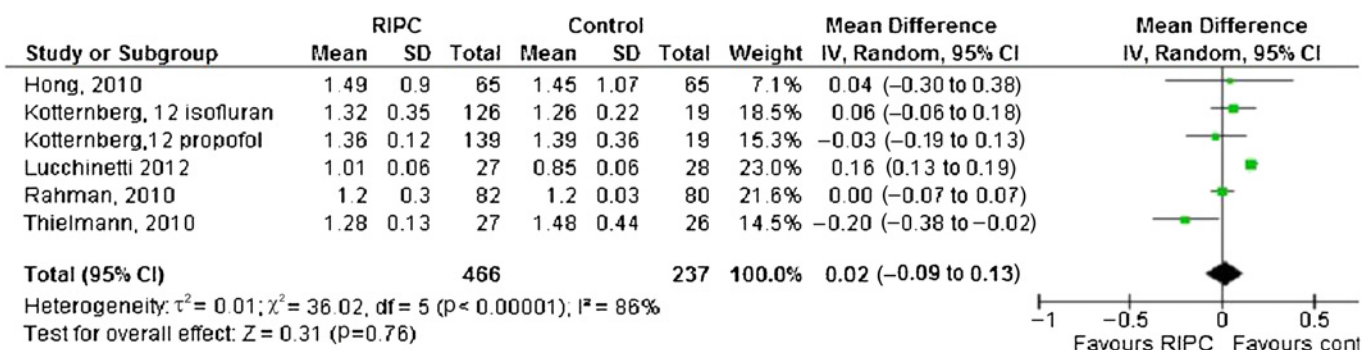 RIPC Control Mean Difference Mean Difference
Study or Subgroup Mean SD Total Mean SD Total Weight IV, Random, 95% CI IV, Random, 95% CI
Hong, 2010 1.49 0.9 65 1.45 1.07 65 7.1% 0.04 (−0.30 to 0.38)
Kotternberg, 12 isofluran 1.32 0.35 126 1.26 0.22 19 18.5% 0.06 (−0.06 to 0.18)
Kotternberg,12 propofol 1.36 0.12 139 1.39 0.36 19 15.3% −0.03 (−0.19 to 0.13)
Lucchinetti 2012 1.01 0.06 27 0.85 0.06 28 23.0% 0.16 (0.13 to 0.19)
Rahman, 2010 1.2 0.3 82 1.2 0.03 80 21.6% 0.00 (−0.07 to 0.07)
Thielmann, 2010 1.28 0.13 27 1.48 0.44 26 14.5% −0.20 (−0.38 to −0.02)
Total (95% CI) 466 237 100.0% 0.02 (−0.09 to 0.13)
Heterogeneity: τ² = 0.01; χ² = 36.02, df = 5 (p < 0.00001); I² = 86%
Test for overall effect: Z = 0.31 (p=0.76)
−1 −0.5 0 0.5
Favours RIPC Favours cont